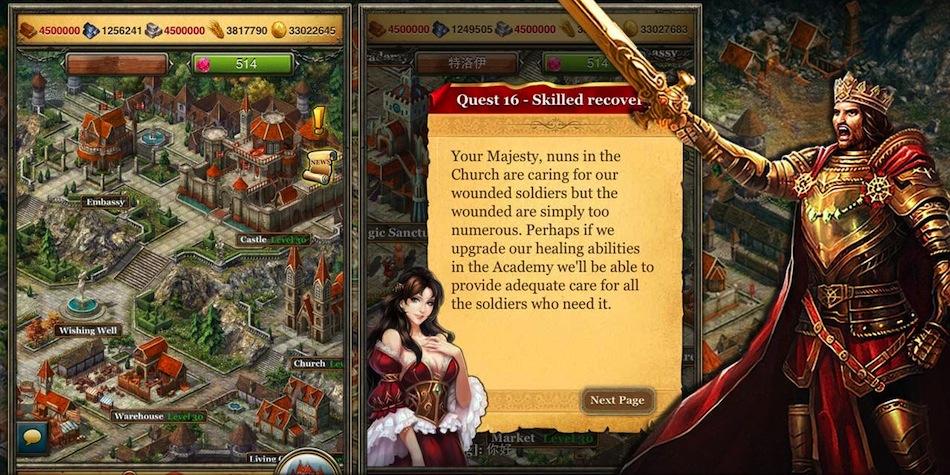 4500000 1256241 4500000 3817790 33022645
514
NEWS
Embassy
Castle Level 30
Wishing Well
Church
Warehouse Level 30
Living
4500000 1249505 4500000 33027683
特洛伊 514
Quest 16 - Skilled recover
Your Majesty, nuns in the
Church are caring for our
wounded soldiers but the
wounded are simply too
numerous. Perhaps if we
upgrade our healing abilities
in the Academy we'll be able to
provide adequate care for all
the soldiers who need it.
Next Page
Market Level 30
你好